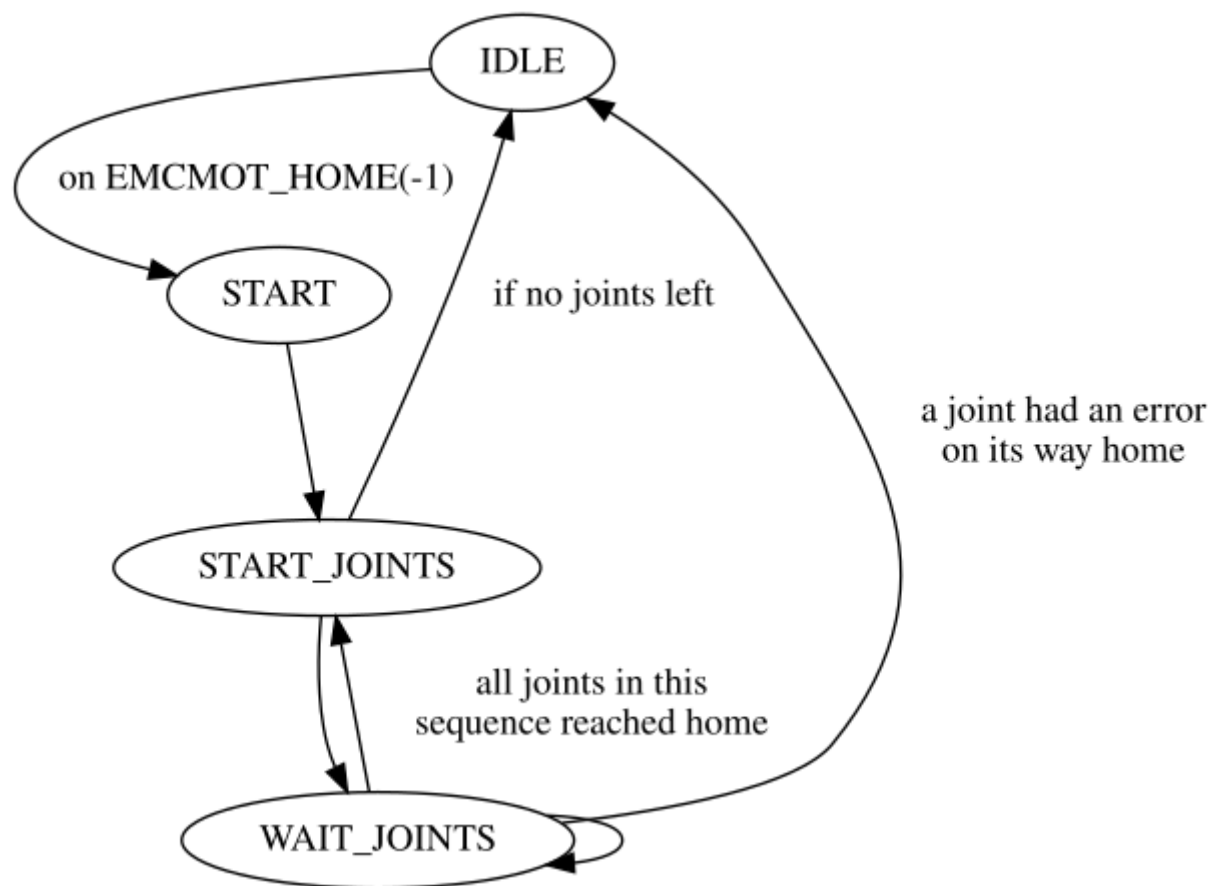 IDLE
on EMCMOT_HOME(-1)
START
if no joints left
a joint had an error
on its way home
START_JOINTS
all joints in this
sequence reached home
WAIT_JOINTS